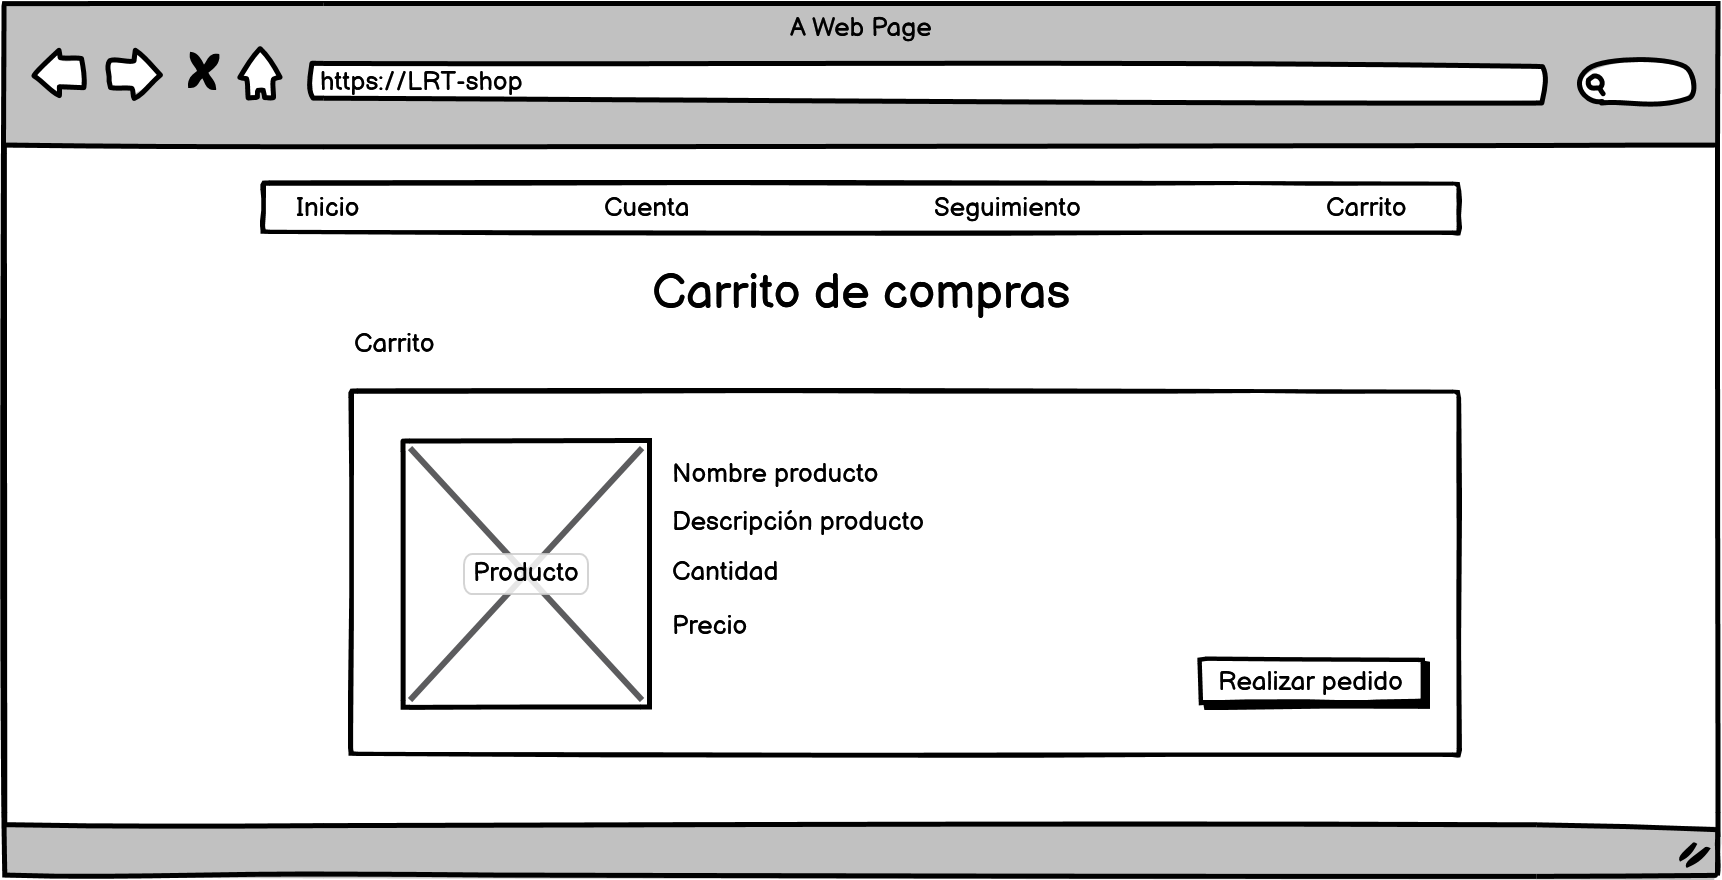 A Web Page
https://LRT-shop
Inicio Cuenta Seguimiento Carrito
Carrito de compras
Carrito
Producto
Nombre producto
Descripción producto
Cantidad
Precio
Realizar pedido